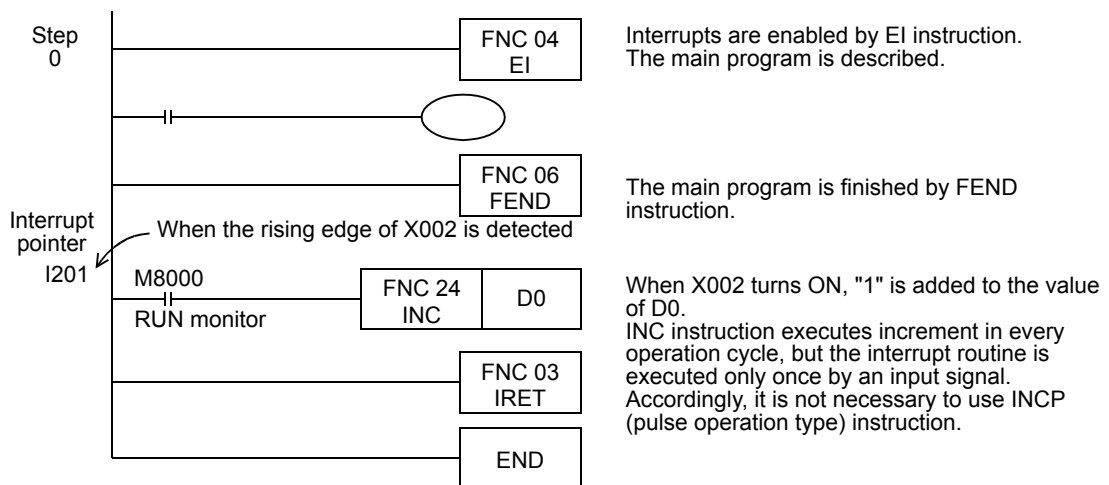 Step
0
FNC 04
EI
Interrupts are enabled by EI instruction.
The main program is described.
FNC 06
FEND
The main program is finished by FEND
instruction.
Interrupt
pointer
I201
When the rising edge of X002 is detected
M8000
RUN monitor
FNC 24
INC
D0
When X002 turns ON, "1" is added to the value
of D0.
INC instruction executes increment in every
operation cycle, but the interrupt routine is
executed only once by an input signal.
Accordingly, it is not necessary to use INCP
(pulse operation type) instruction.
FNC 03
IRET
END